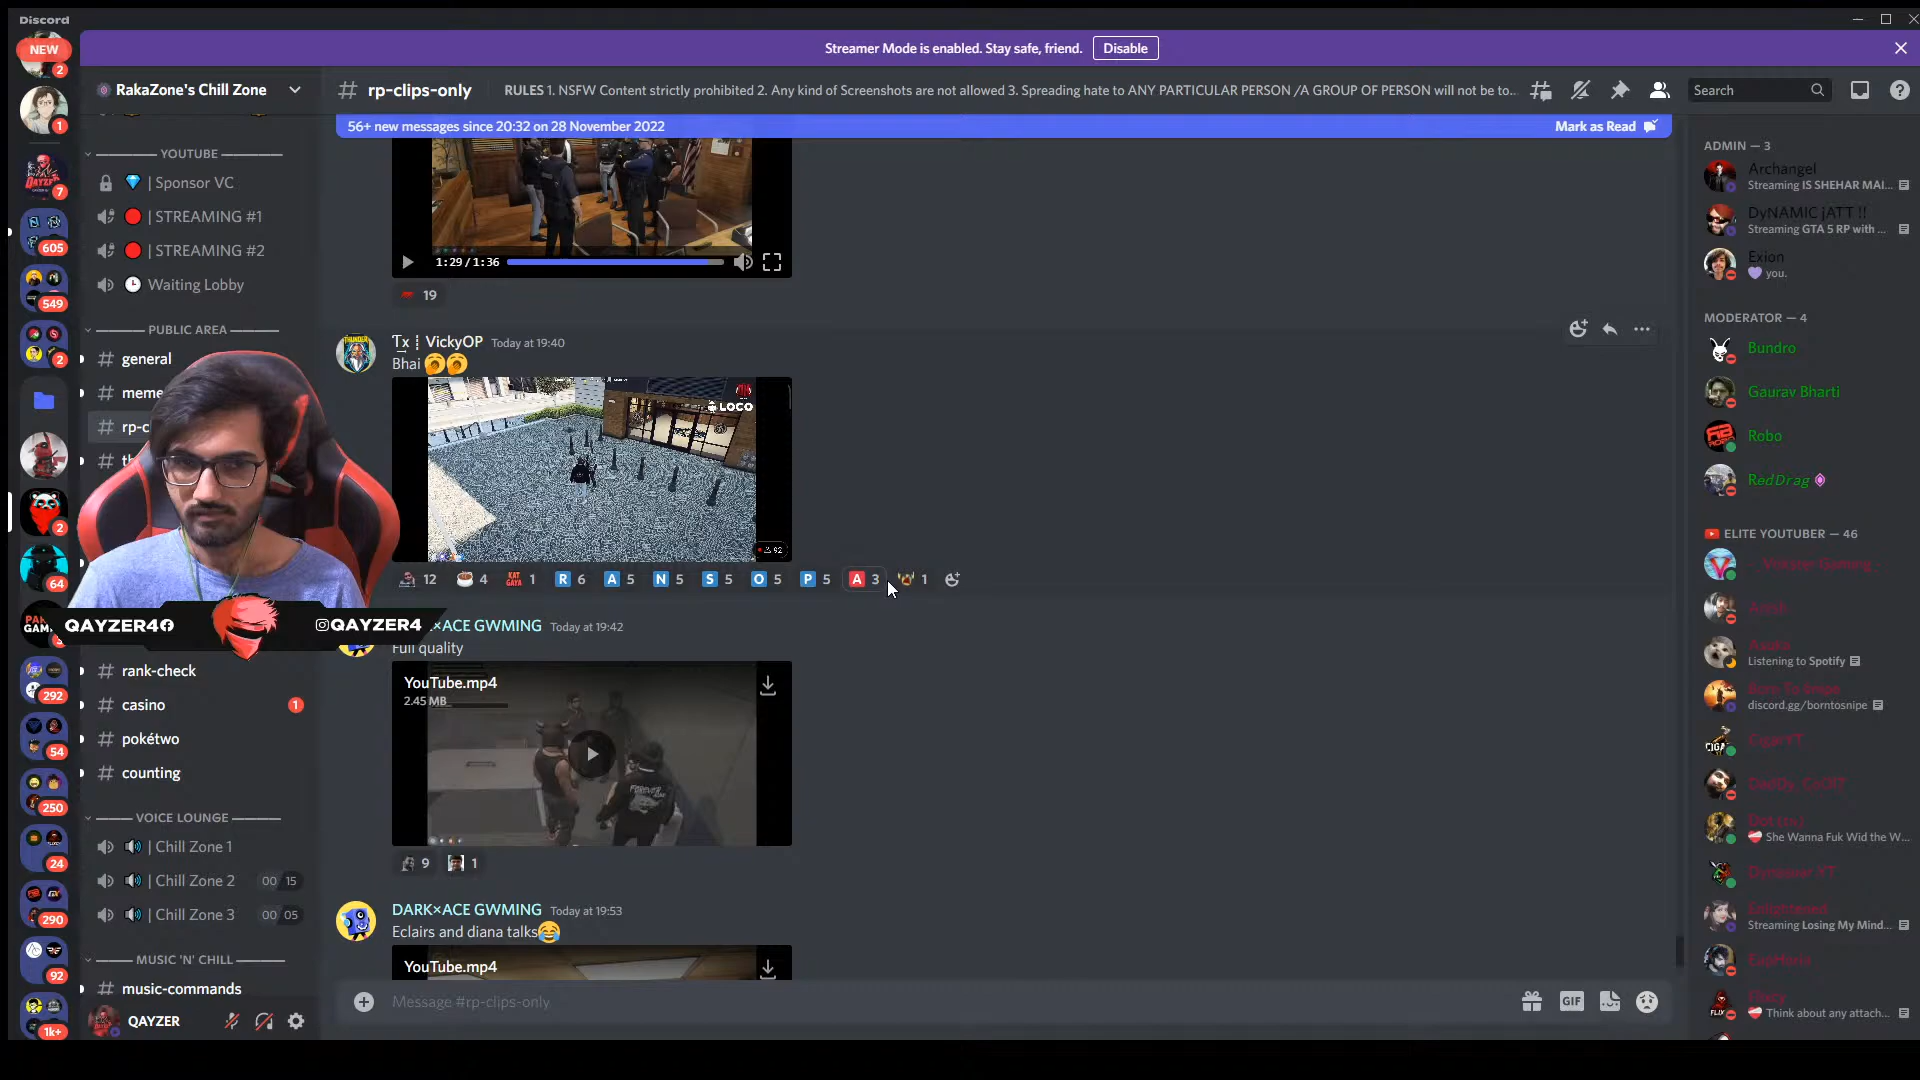 Discord
NEW
2
1
7
605
549
2
2
64
292
54
250
24
290
92
1k+
Streamer Mode is enabled. Stay safe, friend.
Disable
RakaZone's Chill Zone
YOUTUBE
| Sponsor VC
| STREAMING #1
| STREAMING #2
Waiting Lobby
PUBLIC AREA
general
meme
rp-c
rank-check
casino
1
pokétwo
counting
VOICE LOUNGE
| Chill Zone 1
| Chill Zone 2
00 15
| Chill Zone 3
00 05
MUSIC 'N' CHILL
music-commands
QAYZER
QAYZER4
QAYZER4
# rp-clips-only
RULES 1. NSFW Content strictly prohibited 2. Any kind of Screenshots are not allowed 3. Spreading hate to ANY PARTICULAR PERSON /A GROUP OF PERSON will not be to...
Search
56+ new messages since 20:32 on 28 November 2022
Mark as Read
1:29 / 1:36
19
Tx ┊ VickyOP Today at 19:40
Bhai
LOCO
92
12 4 KAT GAYA 1 R 6 A 5 N 5 S 5 O 5 P 5 A 3 1
×ACE GWMING Today at 19:42
Full quality
YouTube.mp4
2.45 MB
FOREVER
9 1
DARK×ACE GWMING Today at 19:53
Eclairs and diana talks
YouTube.mp4
Message #rp-clips-only
GIF
ADMIN — 3
Archangel
Streaming IS SHEHAR MAI...
DyNAMIC jATT !!
Streaming GTA 5 RP with ...
Exion
you.
MODERATOR — 4
Bundro
Gaurav Bharti
Robo
RedDrag
ELITE YOUTUBER — 46
Listening to Spotify
discord.gg/borntosnipe
CigarYT
She Wanna Fuk Wid the W...
Enlightened
Streaming Losing My Mind...
Think about any attach...